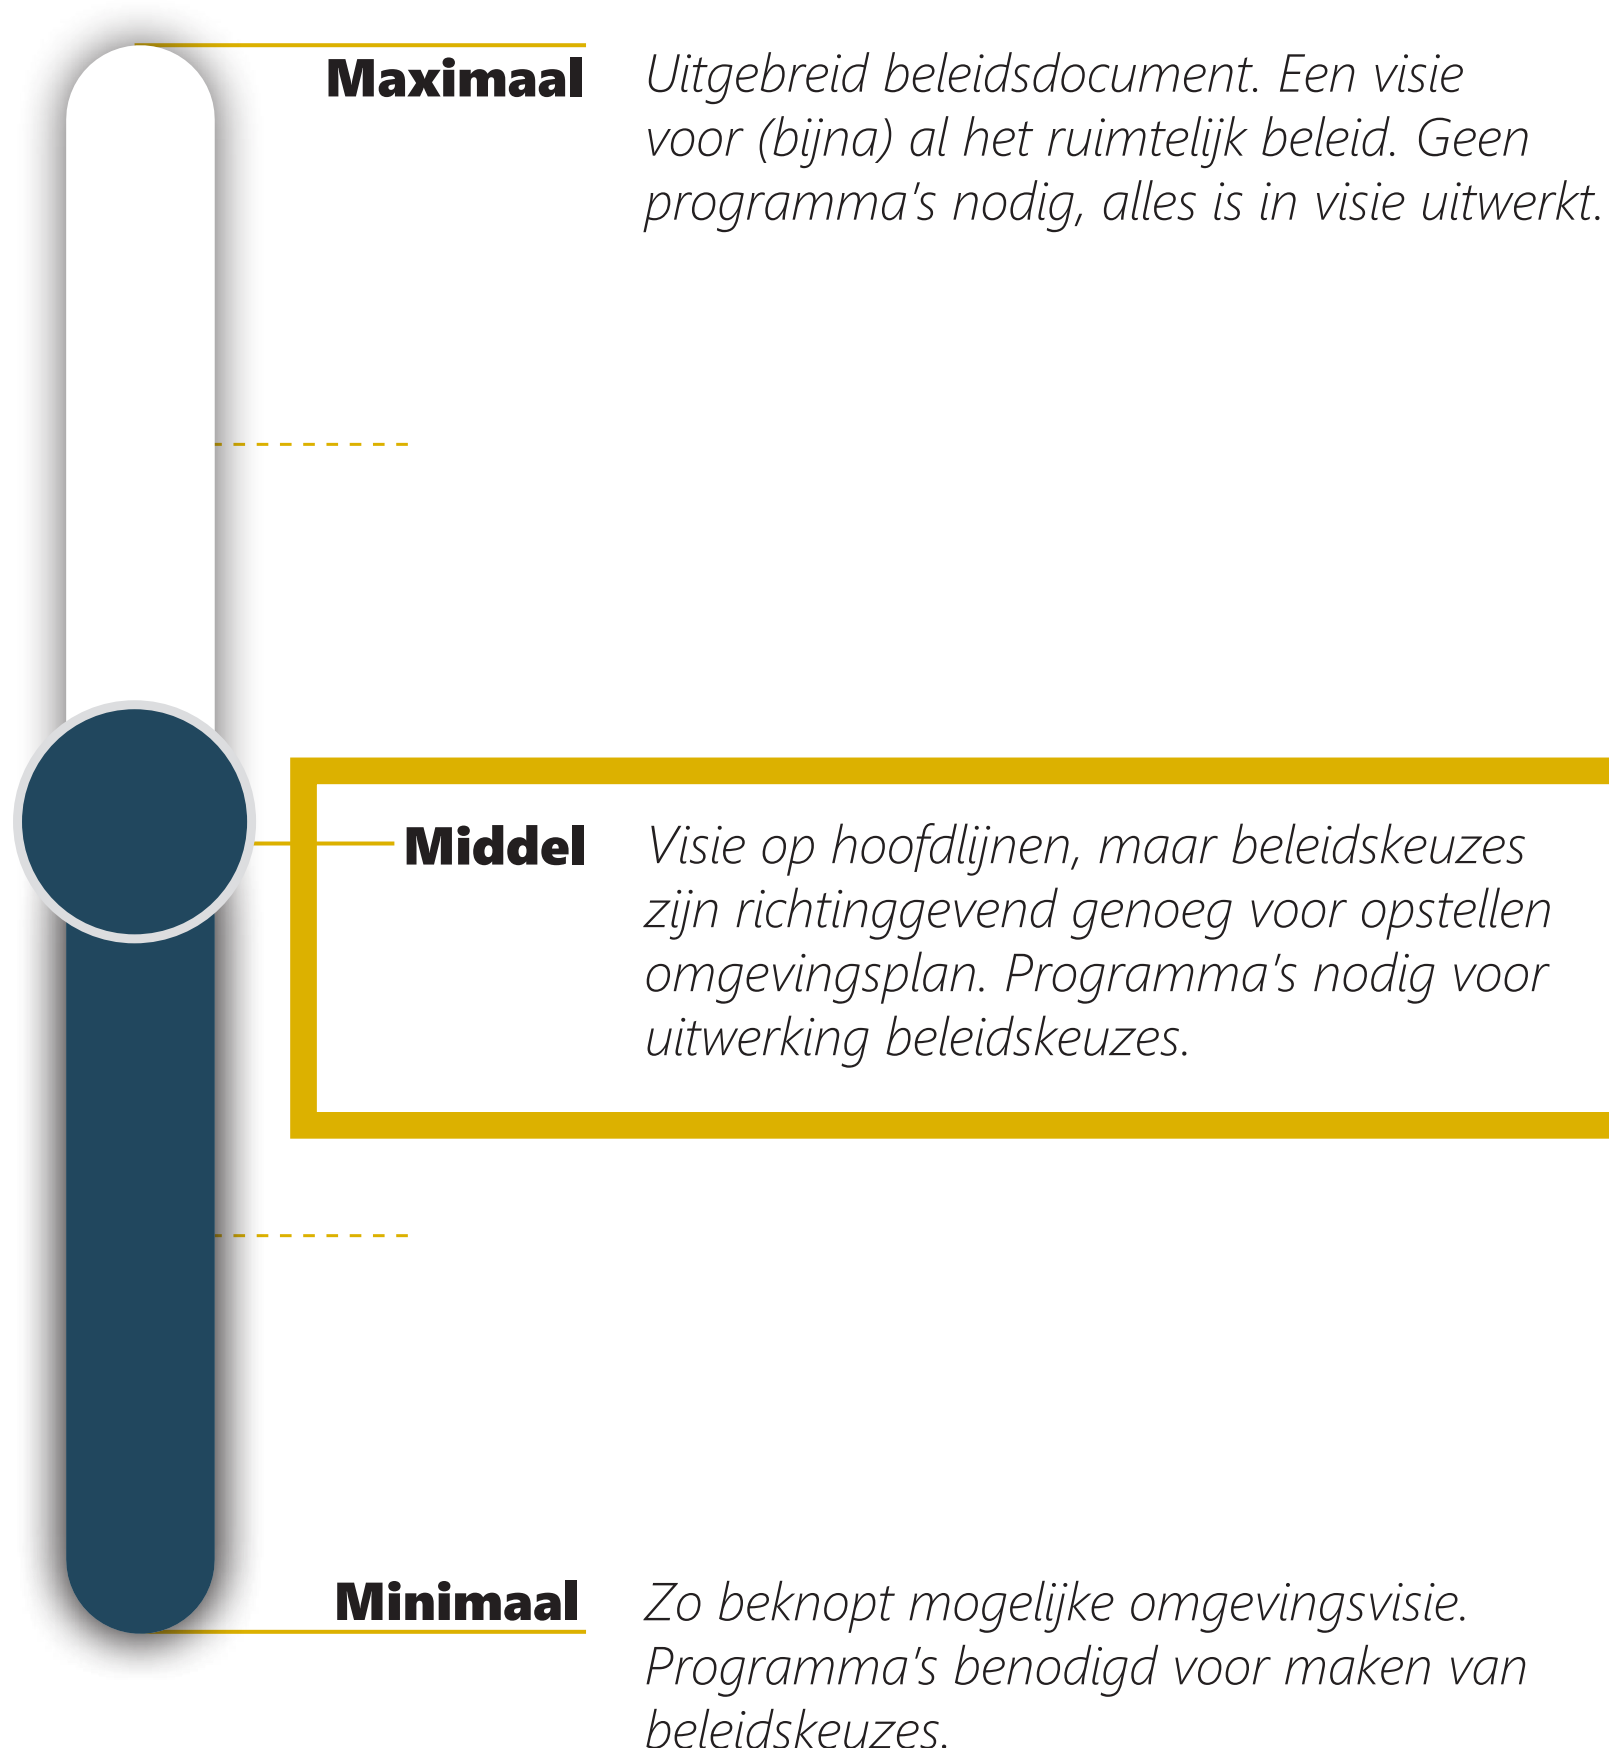 Maximaal
Uitgebreid beleidsdocument. Een visie
voor (bijna) al het ruimtelijk beleid. Geen
programma's nodig, alles is in visie uitwerkt.
Middel
Visie op hoofdlijnen, maar beleidskeuzes
zijn richtinggevend genoeg voor opstellen
omgevingsplan. Programma's nodig voor
uitwerking beleidskeuzes.
Minimaal
Zo beknopt mogelijke omgevingsvisie.
Programma's benodigd voor maken van
beleidskeuzes.